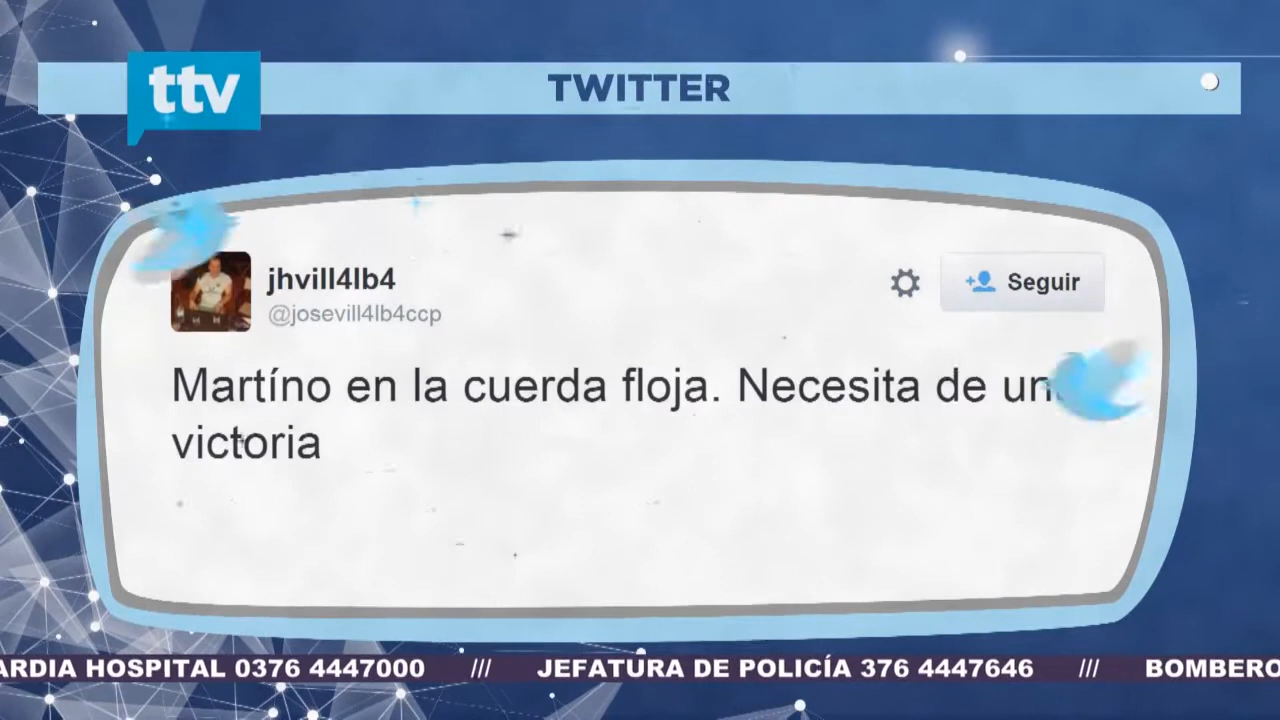 ttv
TWITTER
jhvill4lb4
@josevill4lb4ccp
Seguir
Martíno en la cuerda floja. Necesita de
victoria
ARDIA HOSPITAL 0376 4447000 /// JEFATURA DE POLICÍA 376 4447646 /// BOMBERO